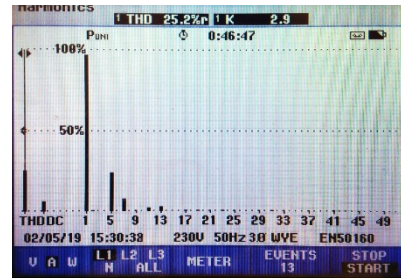 Harmonics
1 THD 25.2%r 1 K 2.9
PUNI 0:46:47
100%
50%
THDDC 1 5 9 13 17 21 25 29 33 37 41 45 49
02/05/19 15:30:38 230V 50Hz 3Ø WYE EN50160
V A W L1 L2 L3 N ALL METER EVENTS 13 STOP START